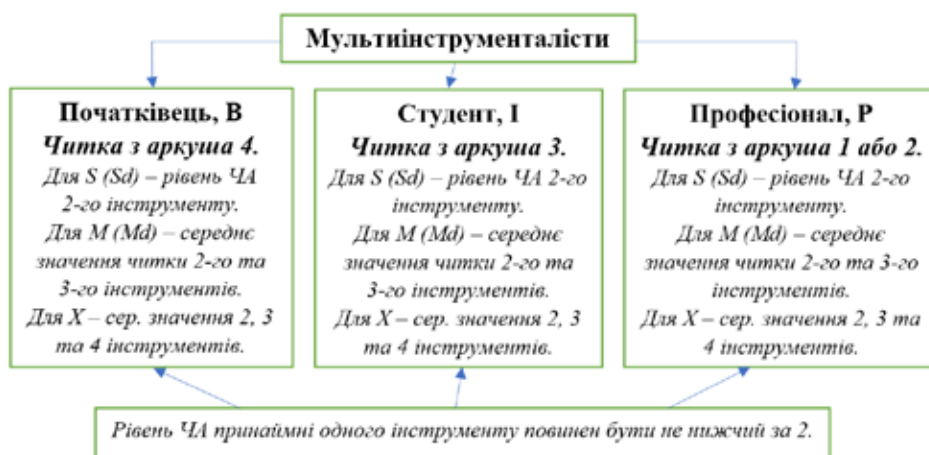 Мультиінструменталісти
Початківець, B
Читка з аркуша 4.
Для S (Sd) – рівень ЧА
2-го інструменту.
Для M (Md) – середнє
значення читки 2-го та
3-го інструментів.
Для X – сер. значення 2, 3
та 4 інструментів.
Студент, I
Читка з аркуша 3.
Для S (Sd) – рівень ЧА 2-го
інструменту.
Для M (Md) – середнє
значення читки 2-го та
3-го інструментів.
Для X – сер. значення 2, 3
та 4 інструментів.
Професіонал, P
Читка з аркуша 1 або 2.
Для S (Sd) – рівень ЧА 2-го
інструменту.
Для M (Md) – середнє
значення читки 2-го та 3-го
інструментів.
Для X – сер. значення 2, 3 та
4 інструментів.
Рівень ЧА принаймні одного інструменту повинен бути не нижчий за 2.